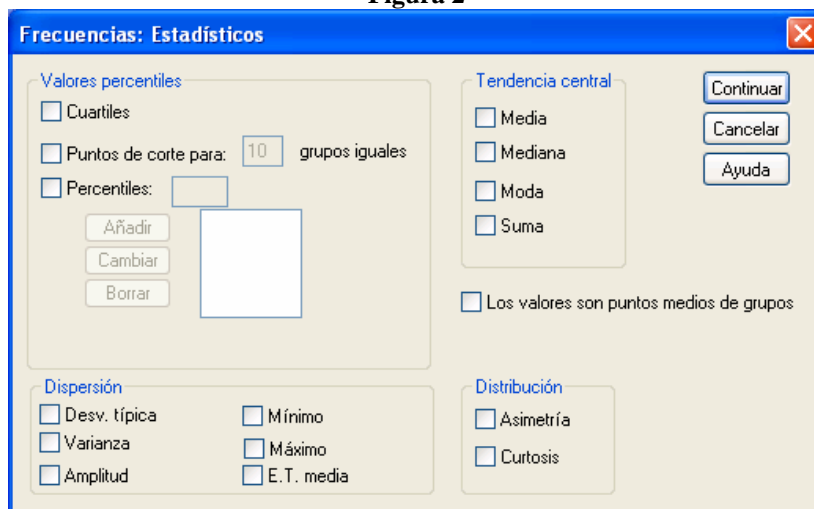 Figura 2
Frecuencias: Estadísticos
Valores percentiles
Cuartiles
Puntos de corte para: 10 grupos iguales
Percentiles:
Añadir
Cambiar
Borrar
Tendencia central
Media
Mediana
Moda
Suma
Continuar
Cancelar
Ayuda
Los valores son puntos medios de grupos
Dispersión
Desv. típica
Varianza
Amplitud
Mínimo
Máximo
E.T. media
Distribución
Asimetría
Curtosis